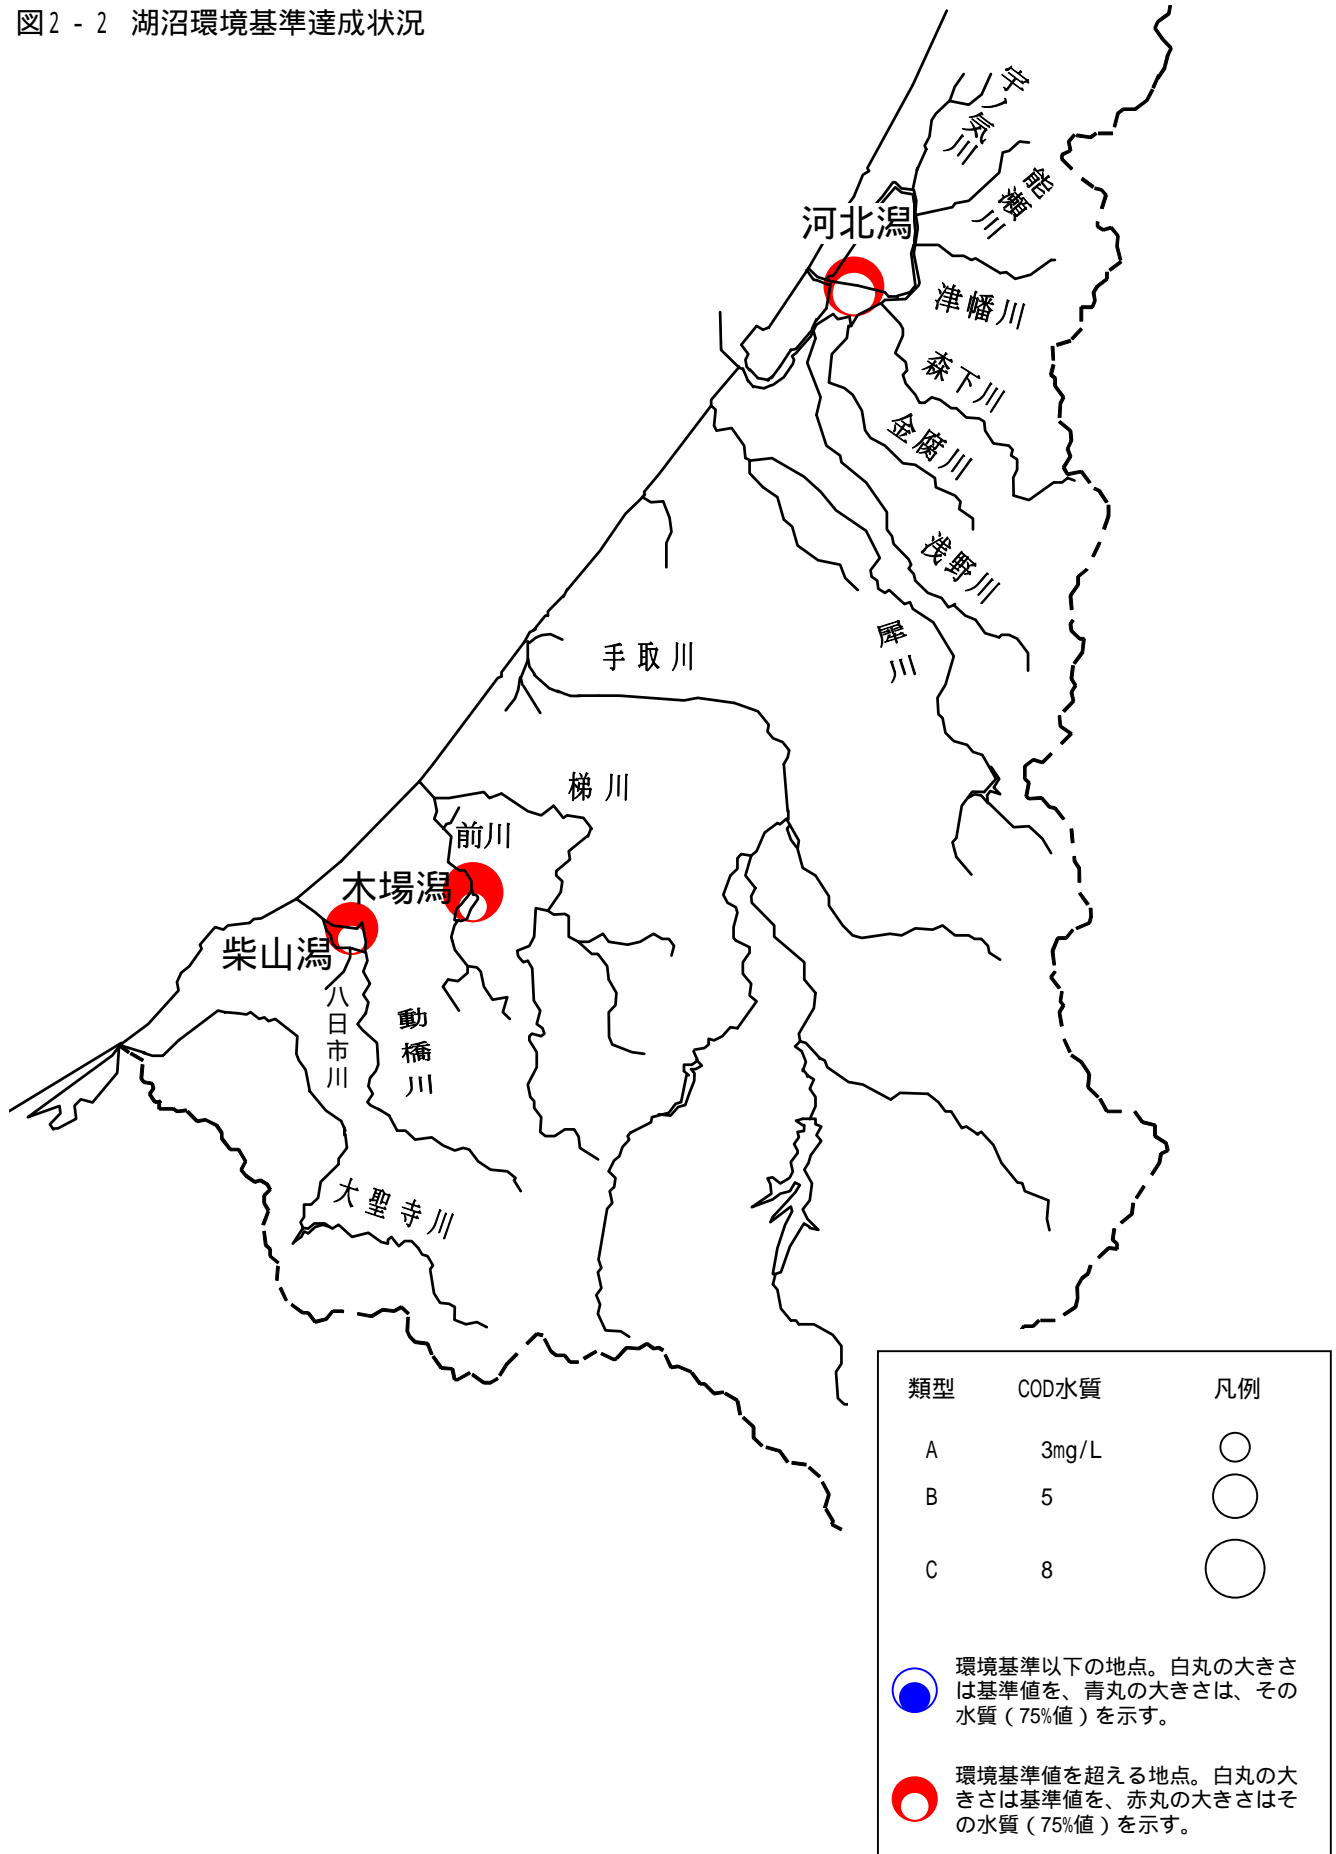 図2-2 湖沼環境基準達成状況
宇ノ気川
能瀬川
河北潟
津幡川
森下川
金腐川
浅野川
犀川
手取川
梯川
前川
木場潟
柴山潟
八日市川
動橋川
大聖寺川
類型 COD水質 凡例
A 3mg/L
B 5
C 8
環境基準以下の地点。白丸の大きさ
は基準値を、青丸の大きさは、その
水質（75%値）を示す。
環境基準値を超える地点。白丸の大
きさは基準値を、赤丸の大きさはそ
の水質（75%値）を示す。